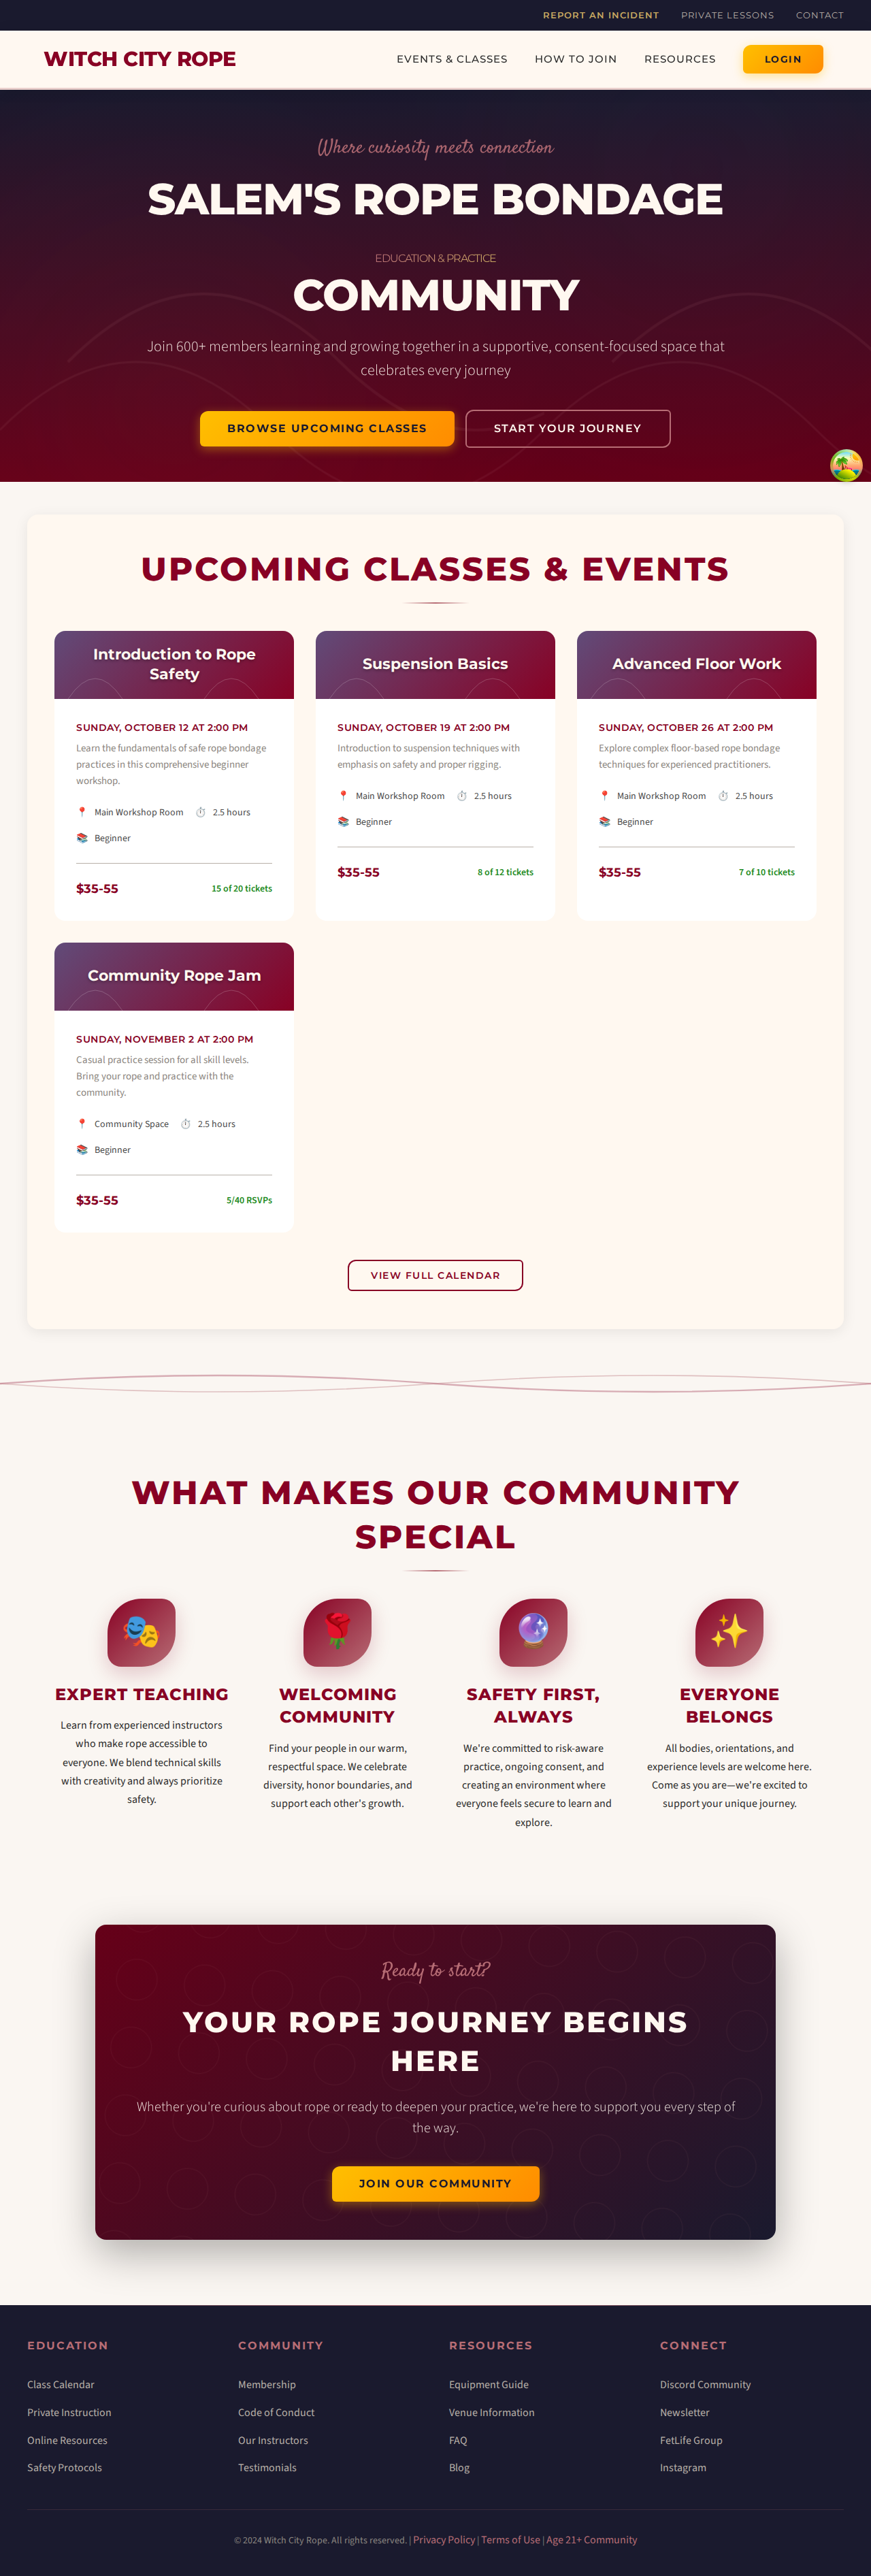 REPORT AN INCIDENT PRIVATE LESSONS CONTACT
WITCH CITY ROPE EVENTS & CLASSES HOW TO JOIN RESOURCES LOGIN
Where curiosity meets connection
SALEM'S ROPE BONDAGE
EDUCATION & PRACTICE
COMMUNITY
Join 600+ members learning and growing together in a supportive, consent-focused space that
celebrates every journey
BROWSE UPCOMING CLASSES START YOUR JOURNEY
UPCOMING CLASSES & EVENTS
Introduction to Rope
Safety
SUNDAY, OCTOBER 12 AT 2:00 PM
Learn the fundamentals of safe rope bondage
practices in this comprehensive beginner
workshop.
Main Workshop Room 2.5 hours
Beginner
$35-55 15 of 20 tickets
Suspension Basics
SUNDAY, OCTOBER 19 AT 2:00 PM
Introduction to suspension techniques with
emphasis on safety and proper rigging.
Main Workshop Room 2.5 hours
Beginner
$35-55 8 of 12 tickets
Advanced Floor Work
SUNDAY, OCTOBER 26 AT 2:00 PM
Explore complex floor-based rope bondage
techniques for experienced practitioners.
Main Workshop Room 2.5 hours
Beginner
$35-55 7 of 10 tickets
Community Rope Jam
SUNDAY, NOVEMBER 2 AT 2:00 PM
Casual practice session for all skill levels.
Bring your rope and practice with the
community.
Community Space 2.5 hours
Beginner
$35-55 5/40 RSVPs
VIEW FULL CALENDAR
WHAT MAKES OUR COMMUNITY
SPECIAL
EXPERT TEACHING
Learn from experienced instructors
who make rope accessible to
everyone. We blend technical skills
with creativity and always prioritize
safety.
WELCOMING
COMMUNITY
Find your people in our warm,
respectful space. We celebrate
diversity, honor boundaries, and
support each other's growth.
SAFETY FIRST,
ALWAYS
We're committed to risk-aware
practice, ongoing consent, and
creating an environment where
everyone feels secure to learn and
explore.
EVERYONE
BELONGS
All bodies, orientations, and
experience levels are welcome here.
Come as you are—we're excited to
support your unique journey.
Ready to start?
YOUR ROPE JOURNEY BEGINS
HERE
Whether you're curious about rope or ready to deepen your practice, we're here to support you every step of
the way.
JOIN OUR COMMUNITY
EDUCATION
Class Calendar
Private Instruction
Online Resources
Safety Protocols
COMMUNITY
Membership
Code of Conduct
Our Instructors
Testimonials
RESOURCES
Equipment Guide
Venue Information
FAQ
Blog
CONNECT
Discord Community
Newsletter
FetLife Group
Instagram
© 2024 Witch City Rope. All rights reserved. | Privacy Policy | Terms of Use | Age 21+ Community